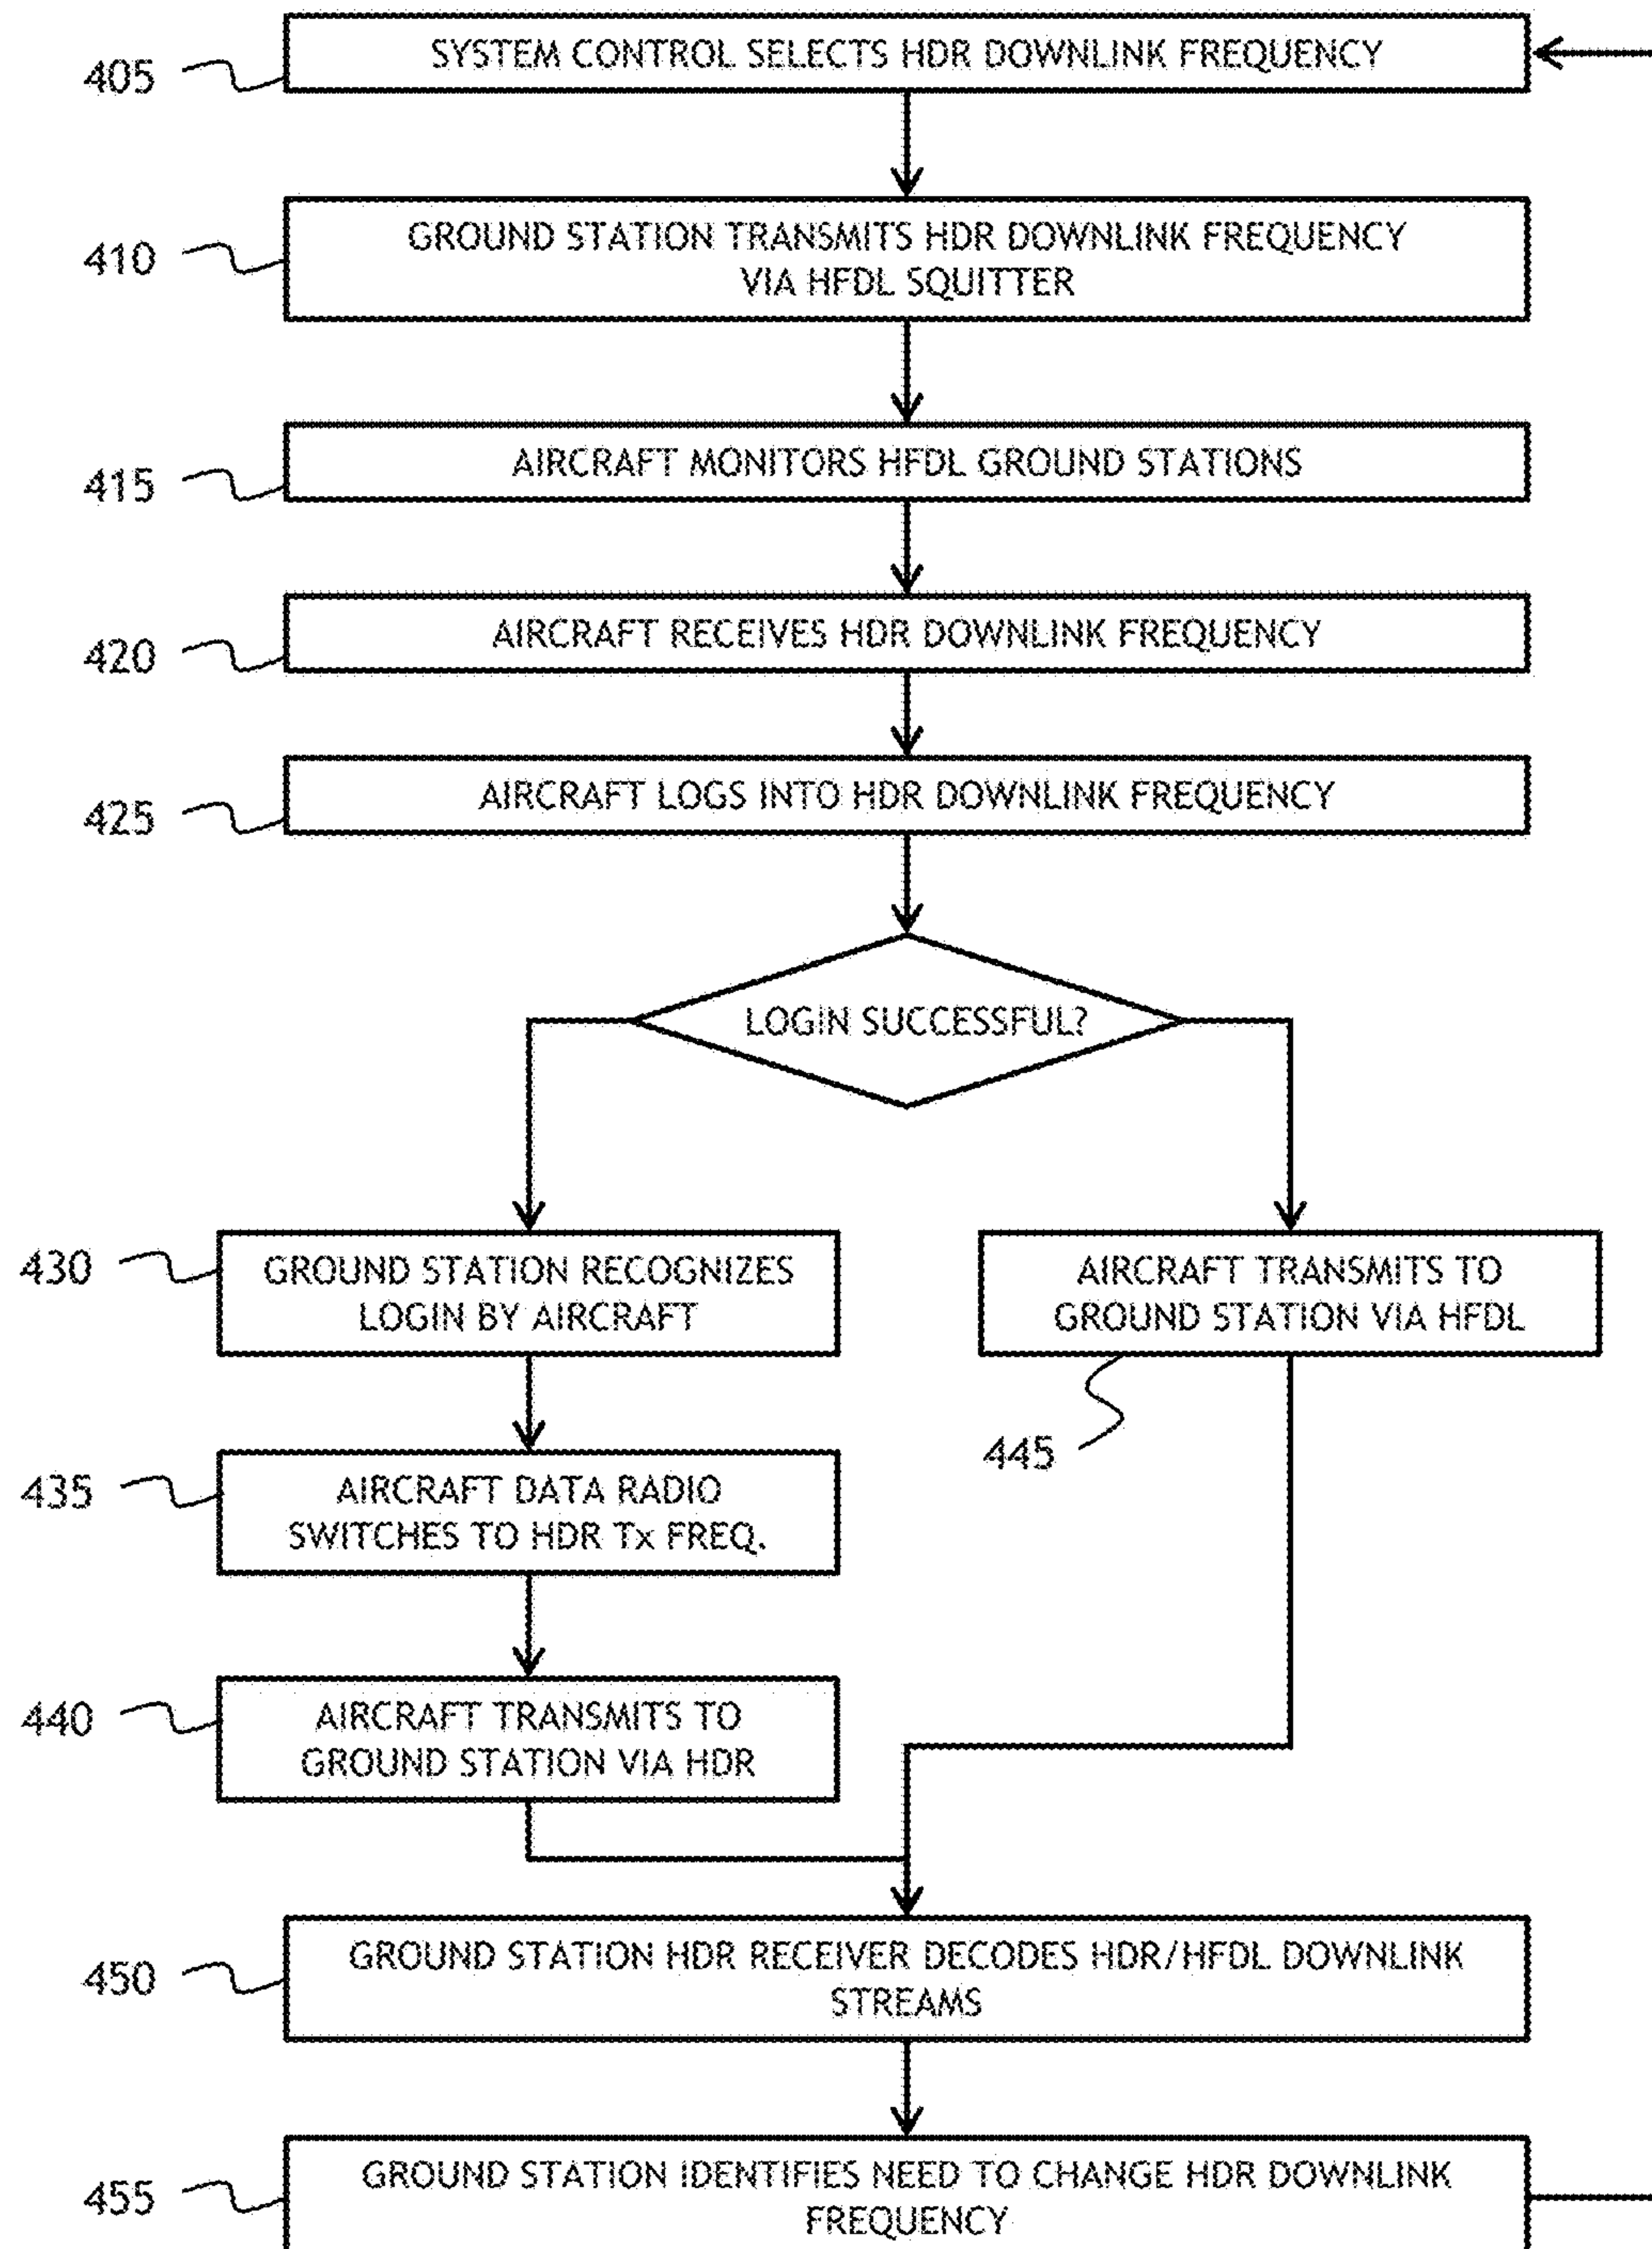 SYSTEM CONTROL SELECTS HDR DOWNLINK FREQUENCY
405
GROUND STATION TRANSMITS HDR DOWNLINK FREQUENCY
VIA HFDL SQUITTER
410
AIRCRAFT MONITORS HFDL GROUND STATIONS
415
AIRCRAFT RECEIVES HDR DOWNLINK FREQUENCY
420
AIRCRAFT LOGS INTO HDR DOWNLINK FREQUENCY
425
LOGIN SUCCESSFUL?
430
GROUND STATION RECOGNIZES
LOGIN BY AIRCRAFT
AIRCRAFT TRANSMITS TO
GROUND STATION VIA HFDL
445
435
AIRCRAFT DATA RADIO
SWITCHES TO HDR Tx FREQ.
440
AIRCRAFT TRANSMITS TO
GROUND STATION VIA HDR
450
GROUND STATION HDR RECEIVER DECODES HDR/HFDL DOWNLINK
STREAMS
455
GROUND STATION IDENTIFIES NEED TO CHANGE HDR DOWNLINK
FREQUENCY